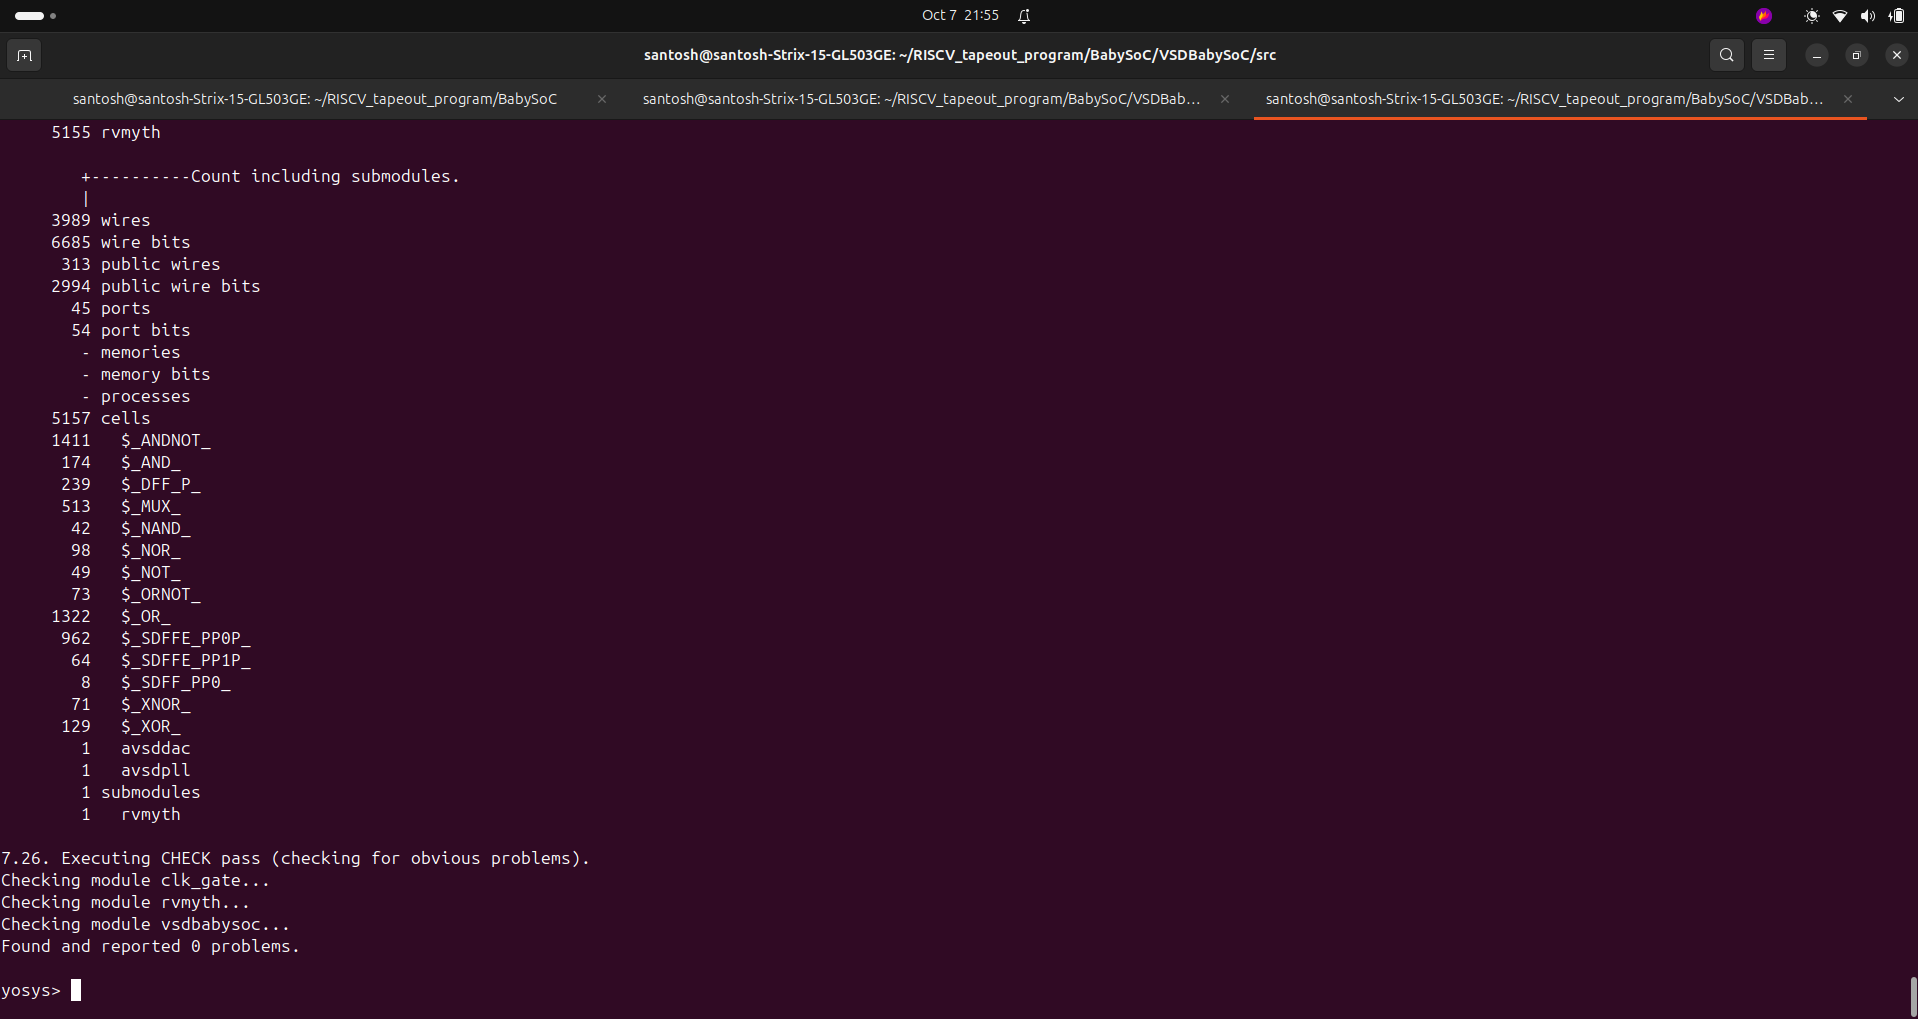 Oct 7 21:55
santosh@santosh-Strix-15-GL503GE: ~/RISCV_tapeout_program/BabySoC/VSDBabySoC/src
santosh@santosh-Strix-15-GL503GE: ~/RISCV_tapeout_program/BabySoC
santosh@santosh-Strix-15-GL503GE: ~/RISCV_tapeout_program/BabySoC/VSDBab...
santosh@santosh-Strix-15-GL503GE: ~/RISCV_tapeout_program/BabySoC/VSDBab...
5155 rvmyth
+----------Count including submodules.
|
3989 wires
6685 wire bits
313 public wires
2994 public wire bits
45 ports
54 port bits
- memories
- memory bits
- processes
5157 cells
1411 $_ANDNOT_
174 $_AND_
239 $_DFF_P_
513 $_MUX_
42 $_NAND_
98 $_NOR_
49 $_NOT_
73 $_ORNOT_
1322 $_OR_
962 $_SDFFE_PP0P_
64 $_SDFFE_PP1P_
8 $_SDFF_PP0_
71 $_XNOR_
129 $_XOR_
1 avsddac
1 avsdpll
1 submodules
1 rvmyth
7.26. Executing CHECK pass (checking for obvious problems).
Checking module clk_gate...
Checking module rvmyth...
Checking module vsdbabysoc...
Found and reported 0 problems.
yosys>